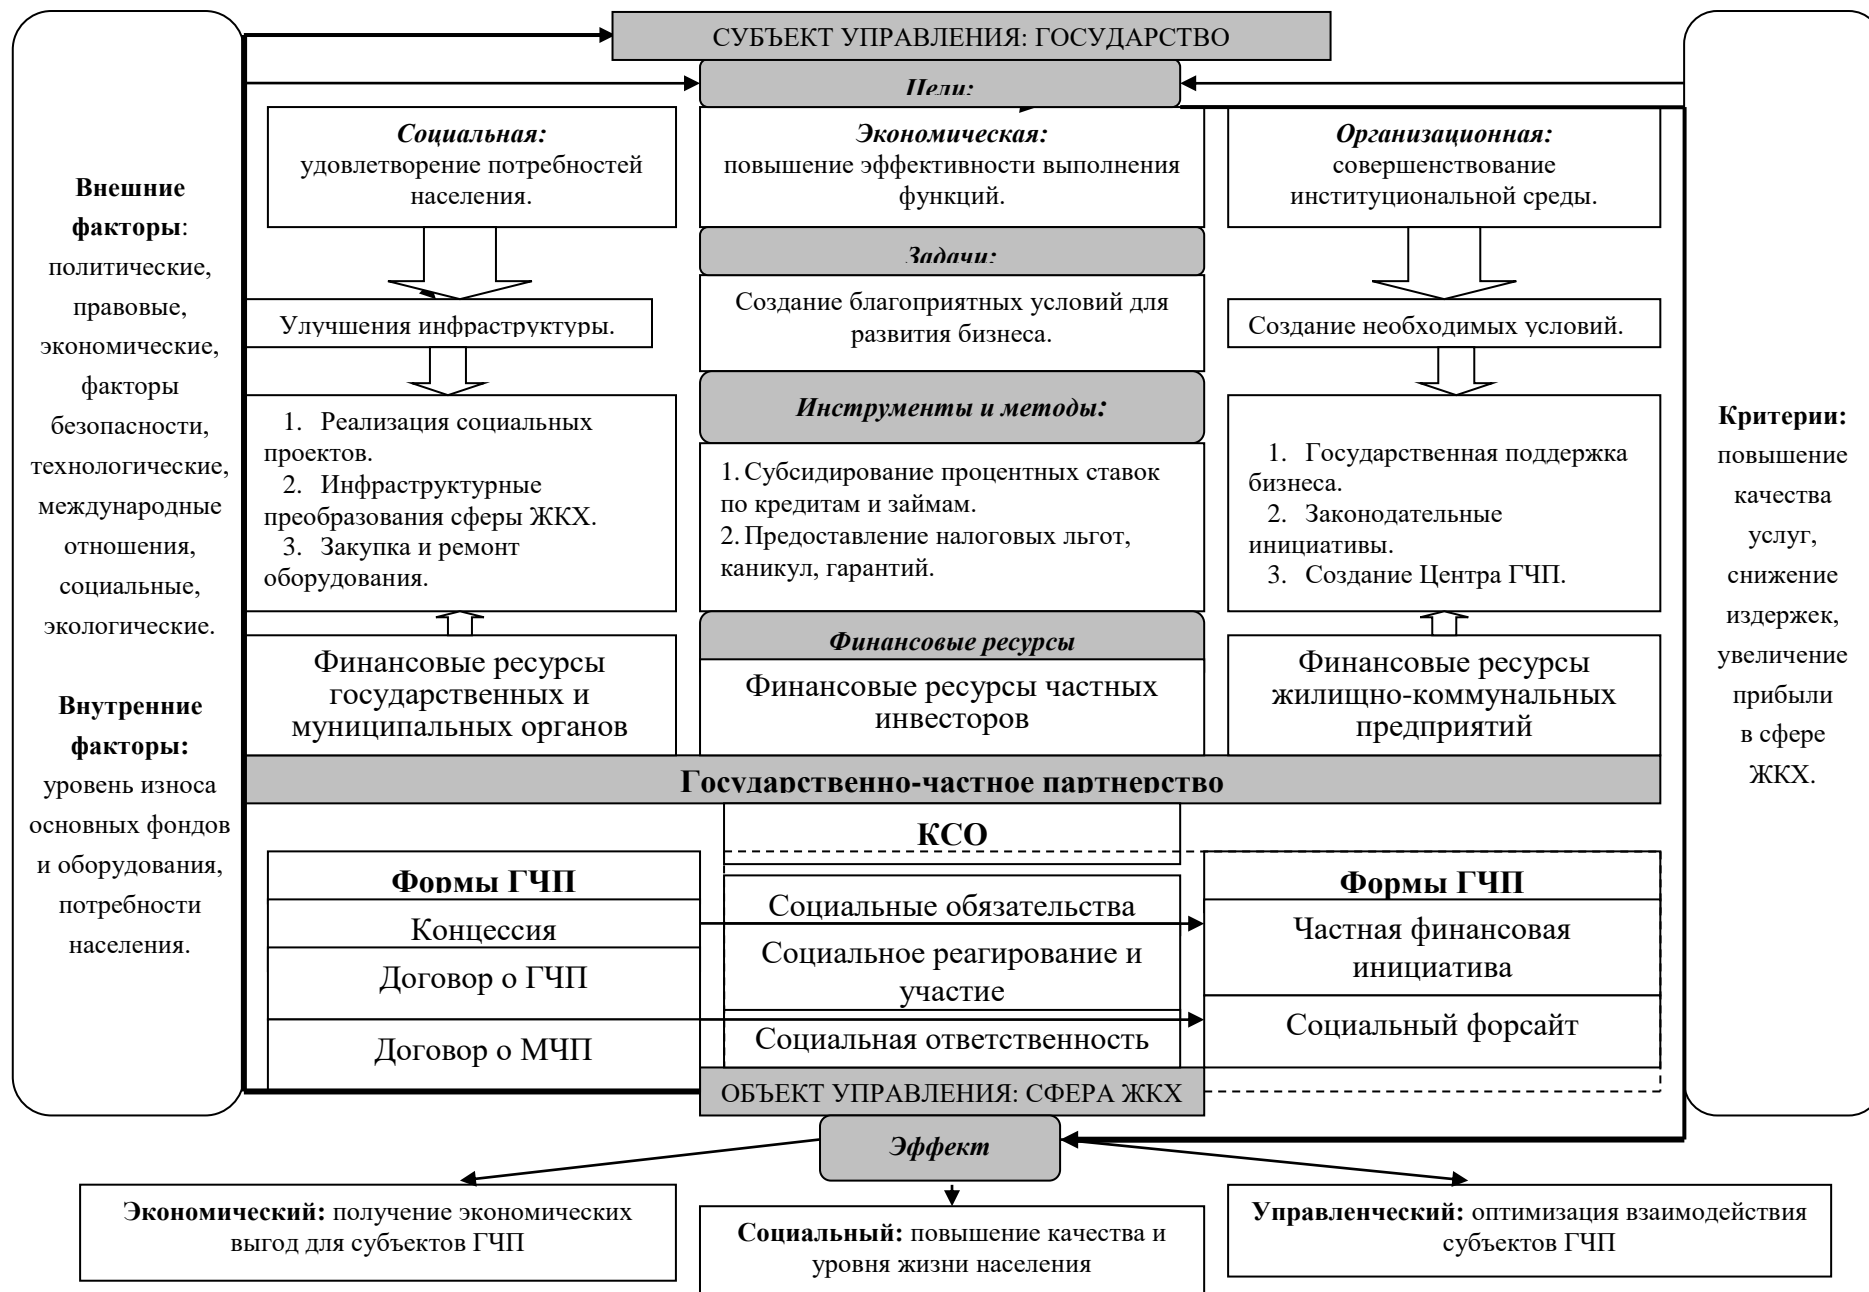 СУБЪЕКТ УПРАВЛЕНИЯ: ГОСУДАРСТВО
Цели:
Социальная:
удовлетворение потребностей
населения.
Экономическая:
повышение эффективности выполнения
функций.
Организационная:
совершенствование
институциональной среды.
Внешние
факторы:
политические,
правовые,
экономические,
факторы
безопасности,
технологические,
международные
отношения,
социальные,
экологические.
Внутренние
факторы:
уровень износа
основных фондов
и оборудования,
потребности
населения.
Задачи:
Улучшения инфраструктуры.
Создание благоприятных условий для
развития бизнеса.
Создание необходимых условий.
Инструменты и методы:
1. Реализация социальных
проектов.
2. Инфраструктурные
преобразования сферы ЖКХ.
3. Закупка и ремонт
оборудования.
1. Субсидирование процентных ставок
по кредитам и займам.
2. Предоставление налоговых льгот,
каникул, гарантий.
1. Государственная поддержка
бизнеса.
2. Законодательные
инициативы.
3. Создание Центра ГЧП.
Критерии:
повышение
качества
услуг,
снижение
издержек,
увеличение
прибыли
в сфере
ЖКХ.
Финансовые ресурсы
Финансовые ресурсы
государственных и
муниципальных органов
Финансовые ресурсы частных
инвесторов
Финансовые ресурсы
жилищно-коммунальных
предприятий
Государственно-частное партнерство
КСО
Формы ГЧП
Концессия
Договор о ГЧП
Договор о МЧП
Социальные обязательства
Социальное реагирование и
участие
Социальная ответственность
Формы ГЧП
Частная финансовая
инициатива
Социальный форсайт
ОБЪЕКТ УПРАВЛЕНИЯ: СФЕРА ЖКХ
Эффект
Экономический: получение экономических
выгод для субъектов ГЧП
Социальный: повышение качества и
уровня жизни населения
Управленческий: оптимизация взаимодействия
субъектов ГЧП